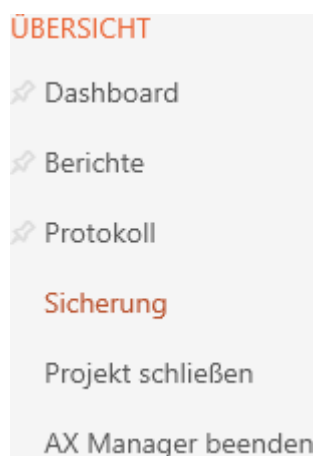 ÜBERSICHT
Dashboard
Berichte
Protokoll
Sicherung
Projekt schließen
AX Manager beenden